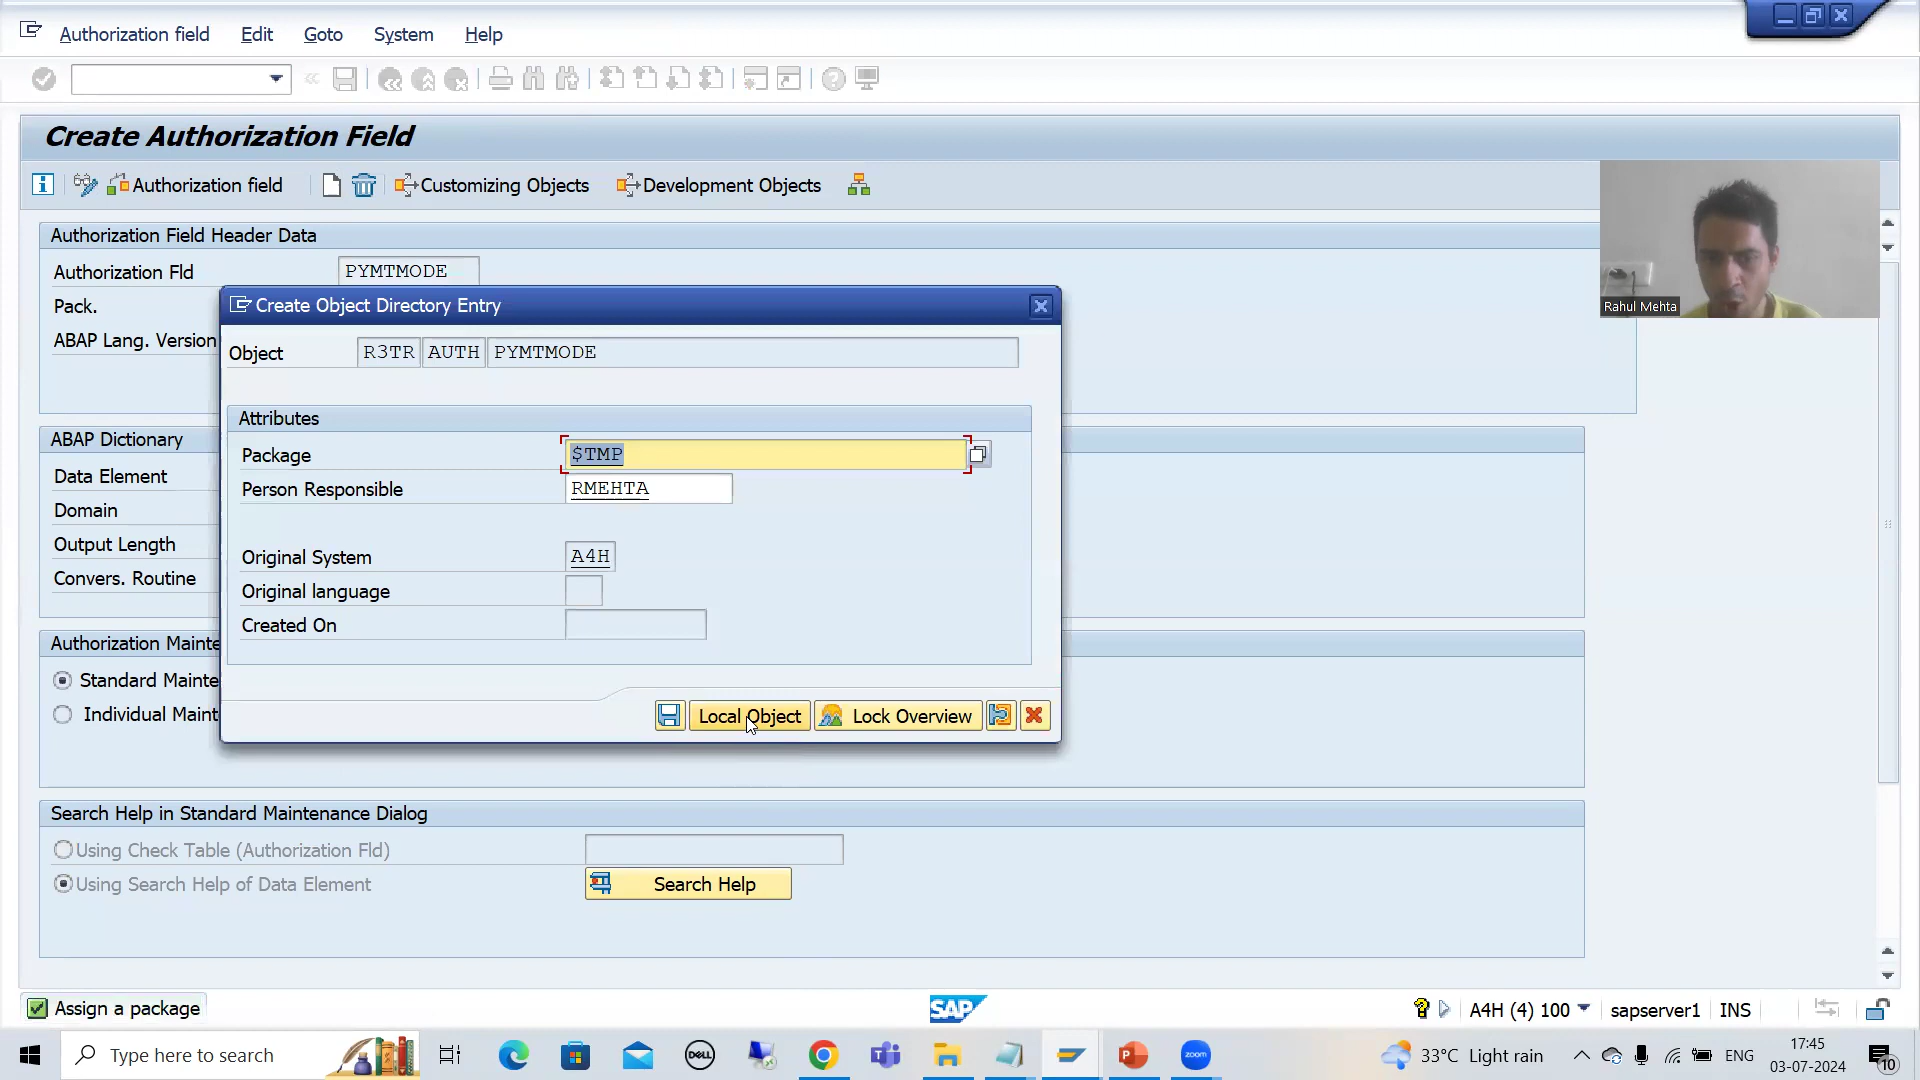 Authorization field Edit Goto System Help
Create Authorization Field
Authorization field Customizing Objects Development Objects
Authorization Field Header Data
Authorization Fld PYMTMODE
Pack.
ABAP Lang. Version
Rahul Mehta
Create Object Directory Entry
Object R3TR AUTH PYMTMODE
Attributes
Package $TMP
Person Responsible RMEHTA
Original System A4H
Original language
Created On
Local Object Lock Overview
ABAP Dictionary
Data Element
Domain
Output Length
Convers. Routine
Authorization Mainte
Standard Mainte
Individual Maint
Search Help in Standard Maintenance Dialog
Using Check Table (Authorization Fld)
Using Search Help of Data Element Search Help
Assign a package SAP A4H (4) 100 sapserver1 INS
Type here to search DELL zoom 33°C Light rain ENG 17:45
03-07-2024 10